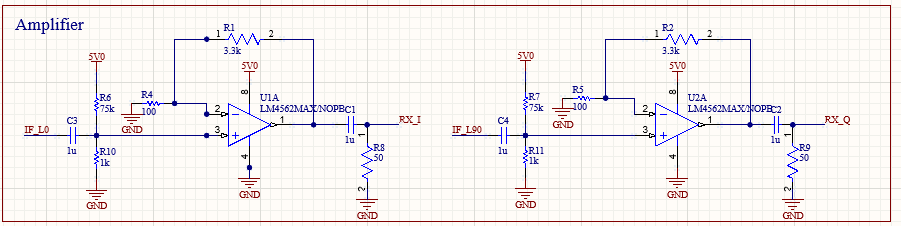 Amplifier
R1
1 2
3.3k
5V0
5V0
R6
75k
R4
100
GND
U1A
LM4562MAX/NOPB
8
2
3
1
4
C1
1u
RX_I
IF_L0
C3
1u
R10
1k
GND
GND
1
R8
50
2
GND
R2
1 2
3.3k
5V0
5V0
R7
75k
R5
100
GND
U2A
LM4562MAX/NOPB
8
2
3
1
4
C2
1u
RX_Q
IF_L90
C4
1u
R11
1k
GND
GND
1
R9
50
2
GND